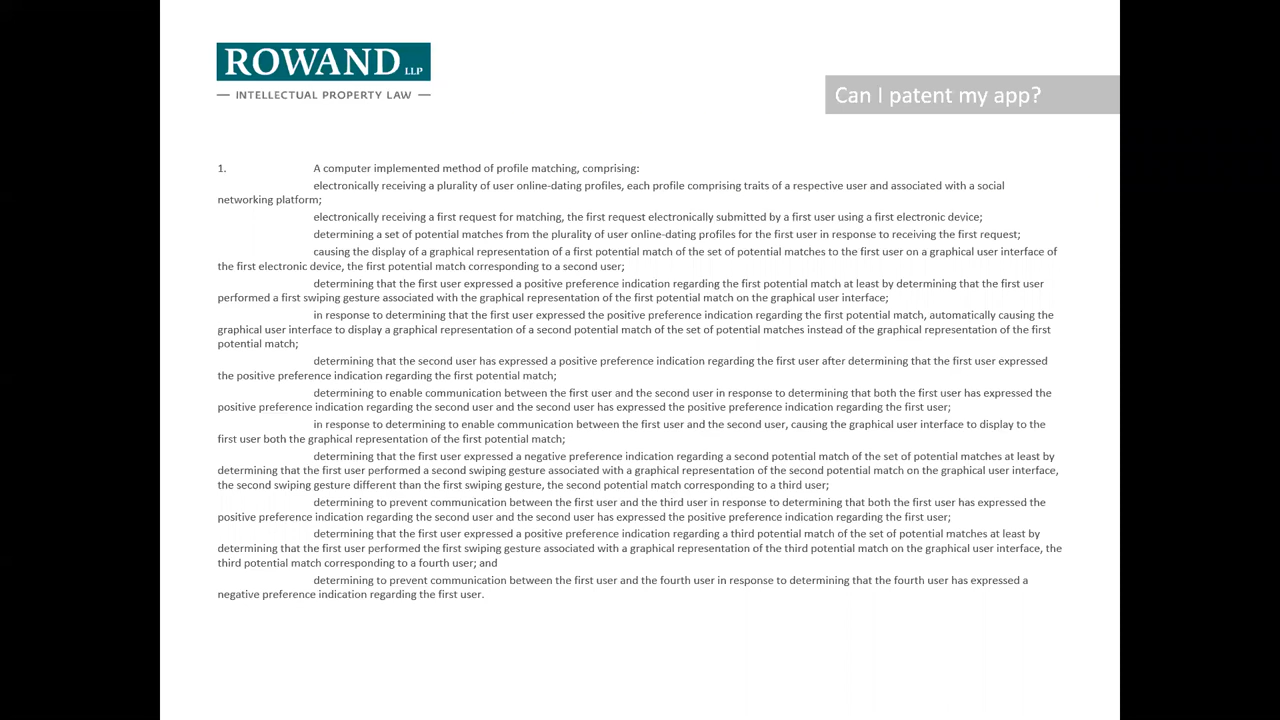 ROWAND LLP
— INTELLECTUAL PROPERTY LAW —
Can I patent my app?
1. A computer implemented method of profile matching, comprising:
electronically receiving a plurality of user online-dating profiles, each profile comprising traits of a respective user and associated with a social
networking platform;
electronically receiving a first request for matching, the first request electronically submitted by a first user using a first electronic device;
determining a set of potential matches from the plurality of user online-dating profiles for the first user in response to receiving the first request;
causing the display of a graphical representation of a first potential match of the set of potential matches to the first user on a graphical user interface of
the first electronic device, the first potential match corresponding to a second user;
determining that the first user expressed a positive preference indication regarding the first potential match at least by determining that the first user
performed a first swiping gesture associated with the graphical representation of the first potential match on the graphical user interface;
in response to determining that the first user expressed the positive preference indication regarding the first potential match, automatically causing the
graphical user interface to display a graphical representation of a second potential match of the set of potential matches instead of the graphical representation of the first
potential match;
determining that the second user has expressed a positive preference indication regarding the first user after determining that the first user expressed
the positive preference indication regarding the first potential match;
determining to enable communication between the first user and the second user in response to determining that both the first user has expressed the
positive preference indication regarding the second user and the second user has expressed the positive preference indication regarding the first user;
in response to determining to enable communication between the first user and the second user, causing the graphical user interface to display to the
first user both the graphical representation of the first potential match;
determining that the first user expressed a negative preference indication regarding a second potential match of the set of potential matches at least by
determining that the first user performed a second swiping gesture associated with a graphical representation of the second potential match on the graphical user interface,
the second swiping gesture different than the first swiping gesture, the second potential match corresponding to a third user;
determining to prevent communication between the first user and the third user in response to determining that both the first user has expressed the
positive preference indication regarding the second user and the second user has expressed the positive preference indication regarding the first user;
determining that the first user expressed a positive preference indication regarding a third potential match of the set of potential matches at least by
determining that the first user performed the first swiping gesture associated with a graphical representation of the third potential match on the graphical user interface, the
third potential match corresponding to a fourth user; and
determining to prevent communication between the first user and the fourth user in response to determining that the fourth user has expressed a
negative preference indication regarding the first user.